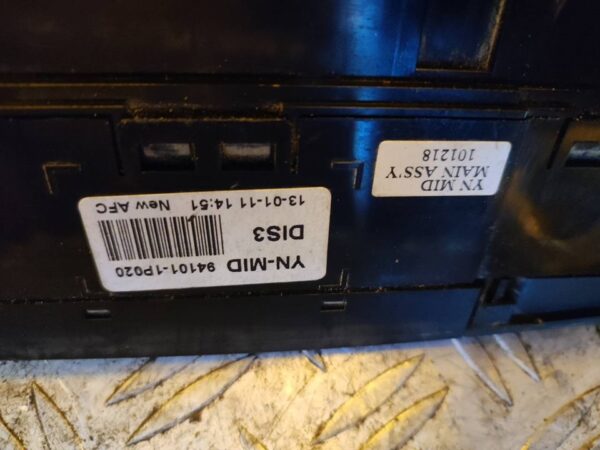 YN-MID 94101-1P020
DIS3
13-01-11 14:51 New AFC
YN MID
MAIN ASS'Y
101218